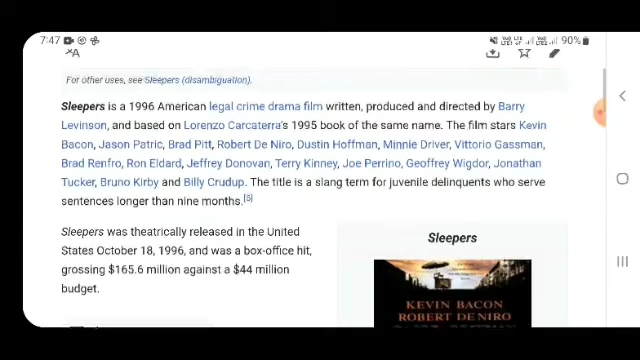 7:47
90%
For other uses, see Sleepers (disambiguation).
Sleepers is a 1996 American legal crime drama film written, produced and directed by Barry
Levinson, and based on Lorenzo Carcaterra's 1995 book of the same name. The film stars Kevin
Bacon, Jason Patric, Brad Pitt, Robert De Niro, Dustin Hoffman, Minnie Driver, Vittorio Gassman,
Brad Renfro, Ron Eldard, Jeffrey Donovan, Terry Kinney, Joe Perrino, Geoffrey Wigdor, Jonathan
Tucker, Bruno Kirby and Billy Crudup. The title is a slang term for juvenile delinquents who serve
sentences longer than nine months.[5]
Sleepers was theatrically released in the United
States October 18, 1996, and was a box-office hit,
grossing $165.6 million against a $44 million
budget.
Sleepers
KEVIN BACON
ROBERT DE NIRO